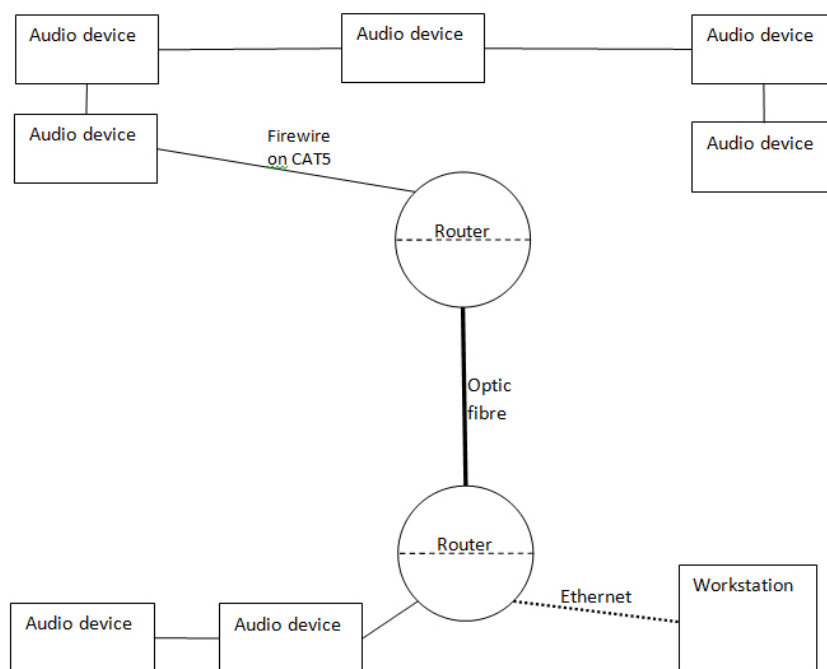 Audio device
Audio device
Audio device
Audio device
Firewire
on CAT5
Audio device
Router
Optic
fibre
Router
Ethernet
Workstation
Audio device
Audio device